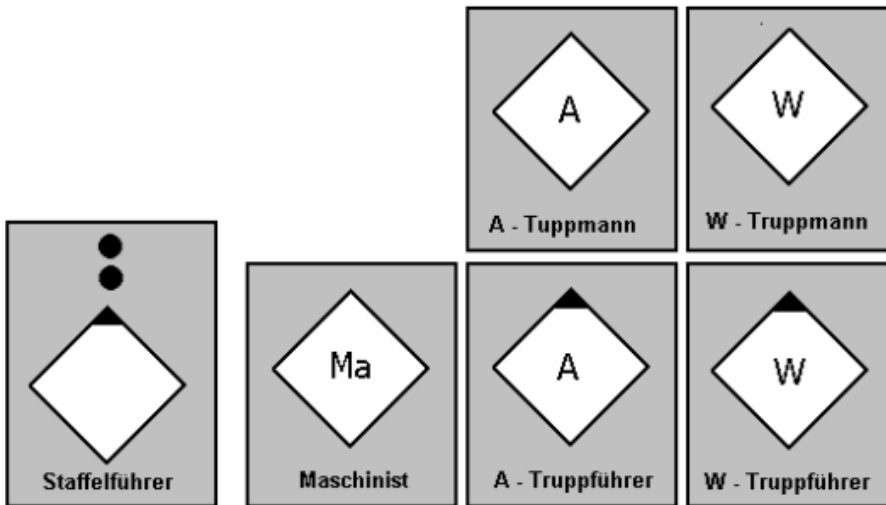 A
W
A - Tuppmann
W - Truppmann
Ma
A
W
Staffelführer
Maschinist
A - Truppführer
W - Truppführer